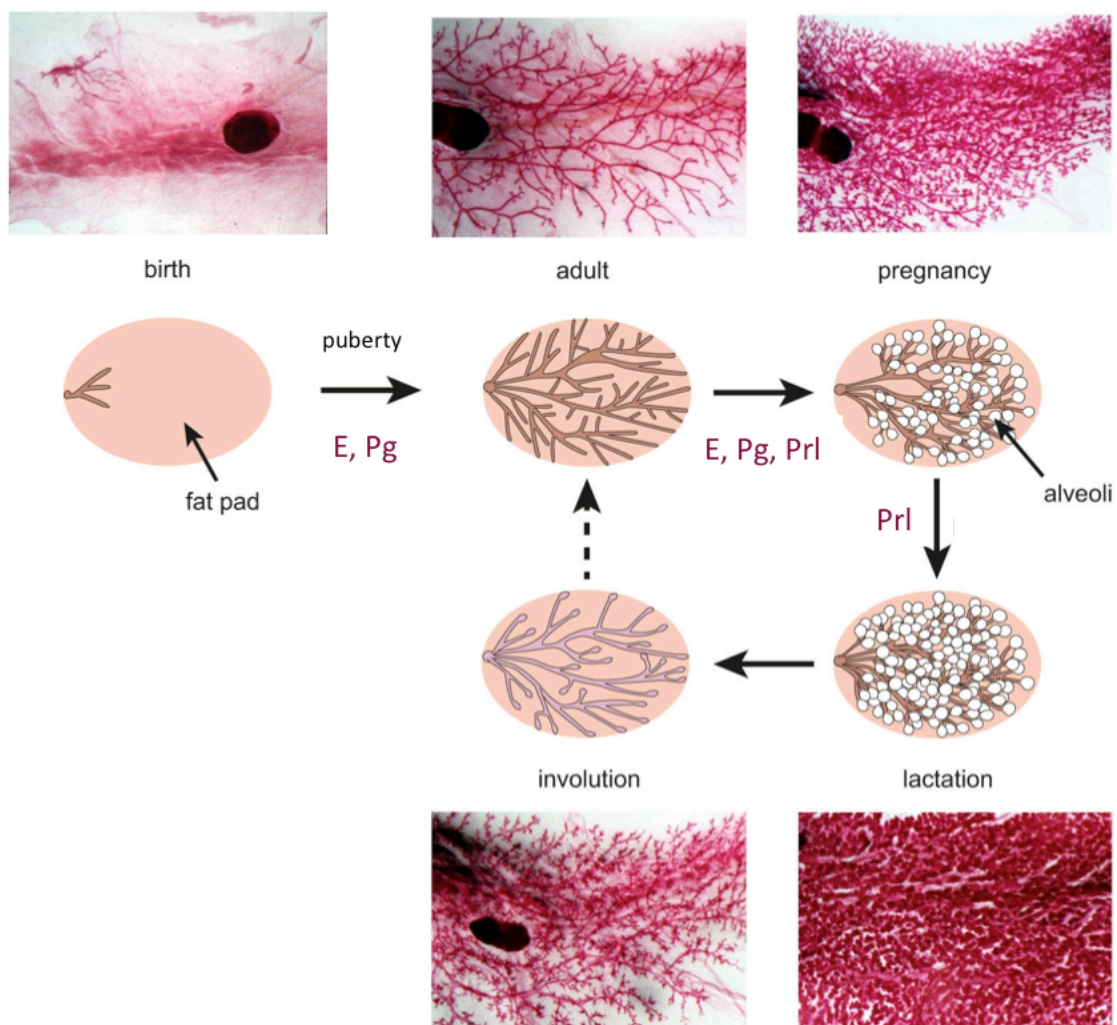 birth
adult
pregnancy
puberty
E, Pg
E, Pg, Prl
fat pad
alveoli
Prl
involution
lactation